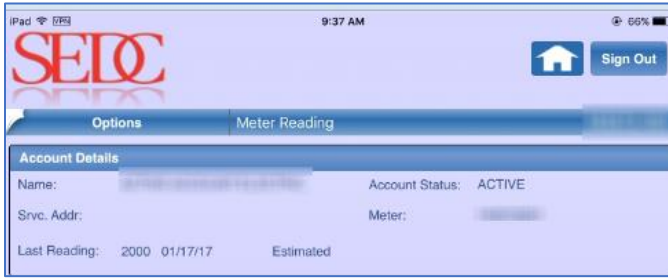 iPad VPN 9:37 AM 66%
SEDC
Sign Out
Options Meter Reading
Account Details
Name: Account Status: ACTIVE
Srvc. Addr: Meter:
Last Reading: 2000 01/17/17 Estimated